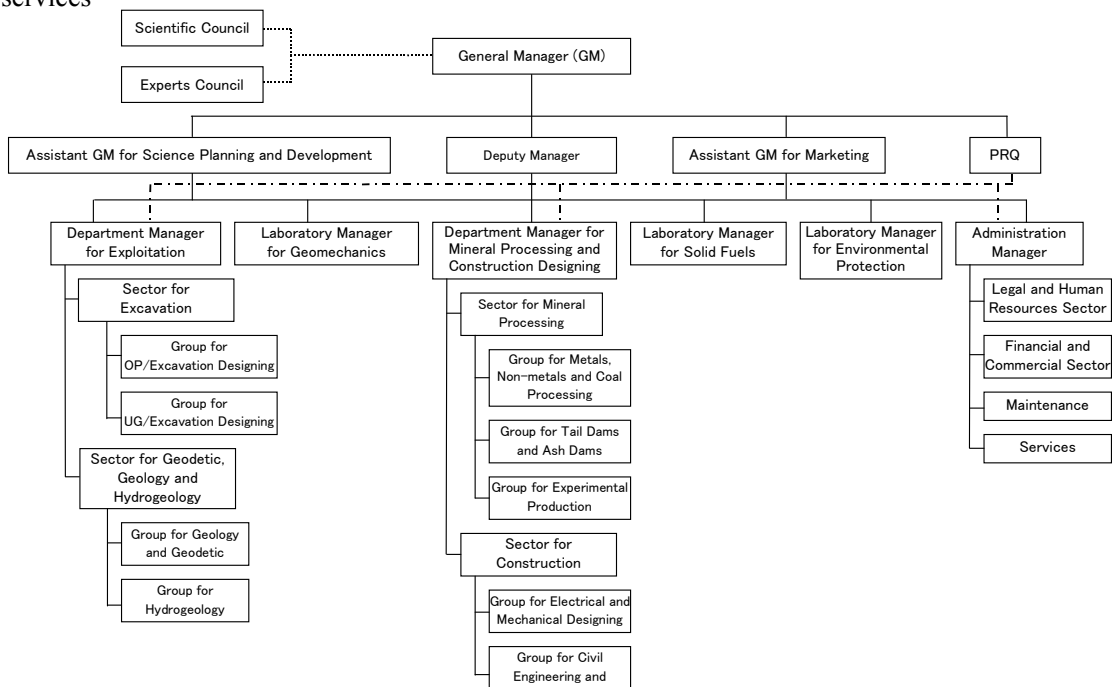 services
Scientific Council
General Manager (GM)
Experts Council
Assistant GM for Science Planning and Development
Deputy Manager
Assistant GM for Marketing
PRQ
Department Manager
for Exploitation
Laboratory Manager
for Geomechanics
Department Manager for
Mineral Processing and
Construction Designing
Laboratory Manager
for Solid Fuels
Laboratory Manager
for Environmental
Protection
Administration
Manager
Sector for
Excavation
Group for
OP/Excavation Designing
Group for
UG/Excavation Designing
Sector for Geodetic,
Geology and
Hydrogeology
Group for Geology
and Geodetic
Group for
Hydrogeology
Sector for Mineral
Processing
Group for Metals,
Non-metals and Coal
Processing
Group for Tail Dams
and Ash Dams
Group for Experimental
Production
Sector for
Construction
Group for Electrical and
Mechanical Designing
Group for Civil
Engineering and
Legal and Human
Resources Sector
Financial and
Commercial Sector
Maintenance
Services